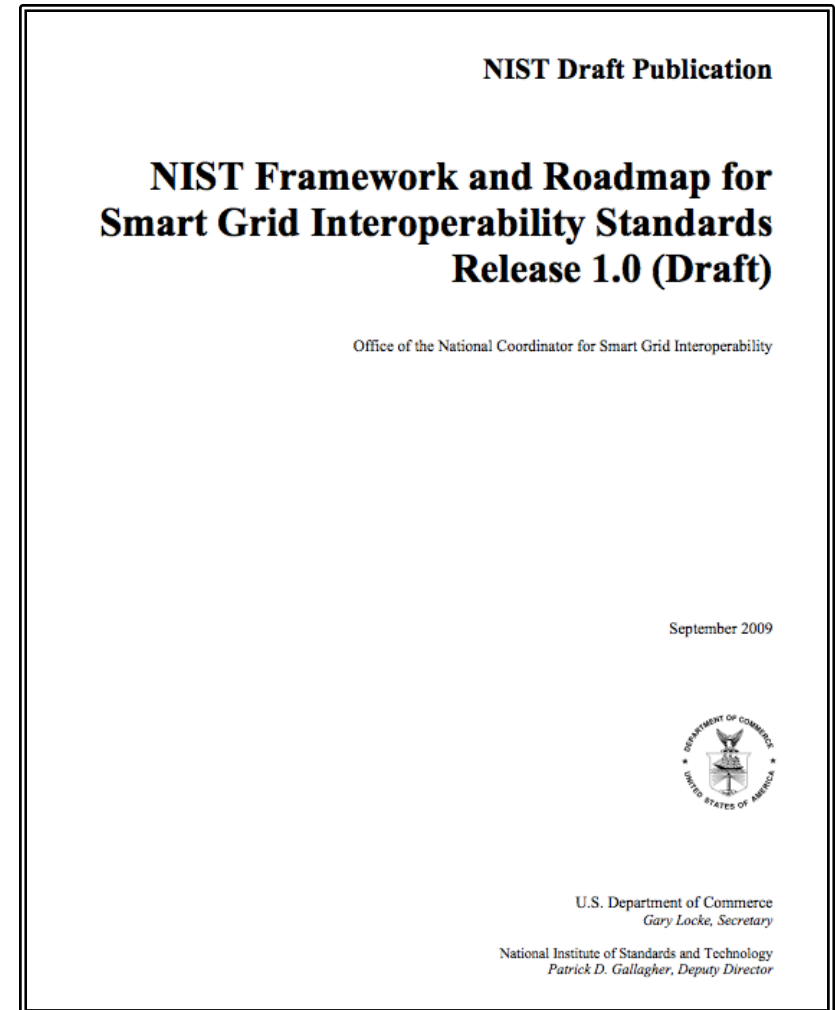 NIST Draft Publication
NIST Framework and Roadmap for
Smart Grid Interoperability Standards
Release 1.0 (Draft)
Office of the National Coordinator for Smart Grid Interoperability
September 2009
DEPARTMENT OF COMMERCE
★ UNITED STATES OF AMERICA ★
U.S. Department of Commerce
Gary Locke, Secretary
National Institute of Standards and Technology
Patrick D. Gallagher, Deputy Director